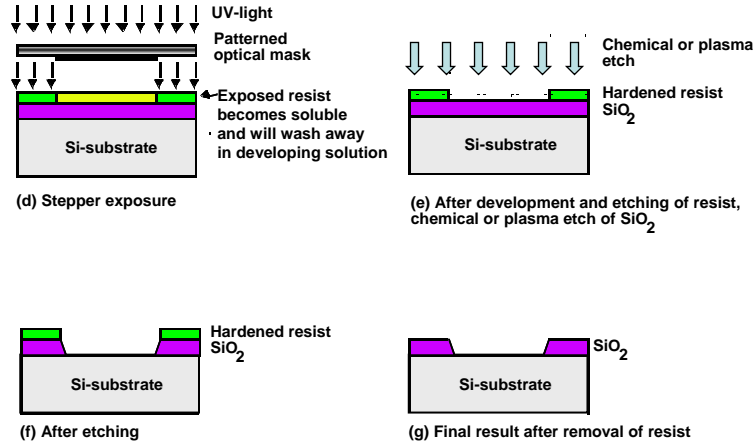 UV-light
Patterned
optical mask
Exposed resist
becomes soluble
and will wash away
in developing solution
Si-substrate
(d) Stepper exposure
Chemical or plasma
etch
Hardened resist
SiO2
Si-substrate
(e) After development and etching of resist,
chemical or plasma etch of SiO2
Hardened resist
SiO2
Si-substrate
(f) After etching
SiO2
Si-substrate
(g) Final result after removal of resist